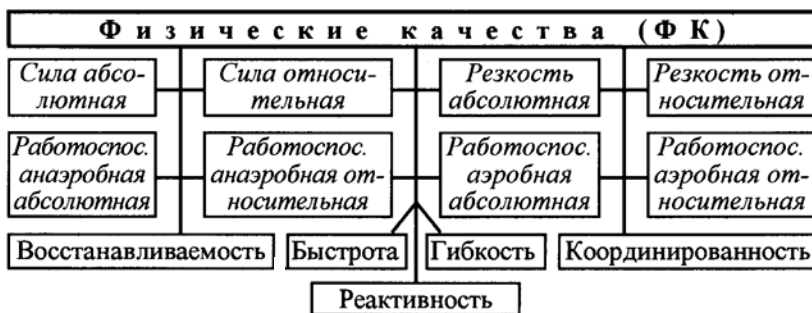 Физические качества (ФК)
Сила абсо-
лютная
Сила относи-
тельная
Резкость
абсолютная
Резкость от-
носительная
Работоспос.
анаэробная
абсолютная
Работоспос.
анаэробная от-
носительная
Работоспос.
аэробная
абсолютная
Работоспос.
аэробная от-
носительная
Восстанавливаемость
Быстрота
Гибкость
Координированность
Реактивность